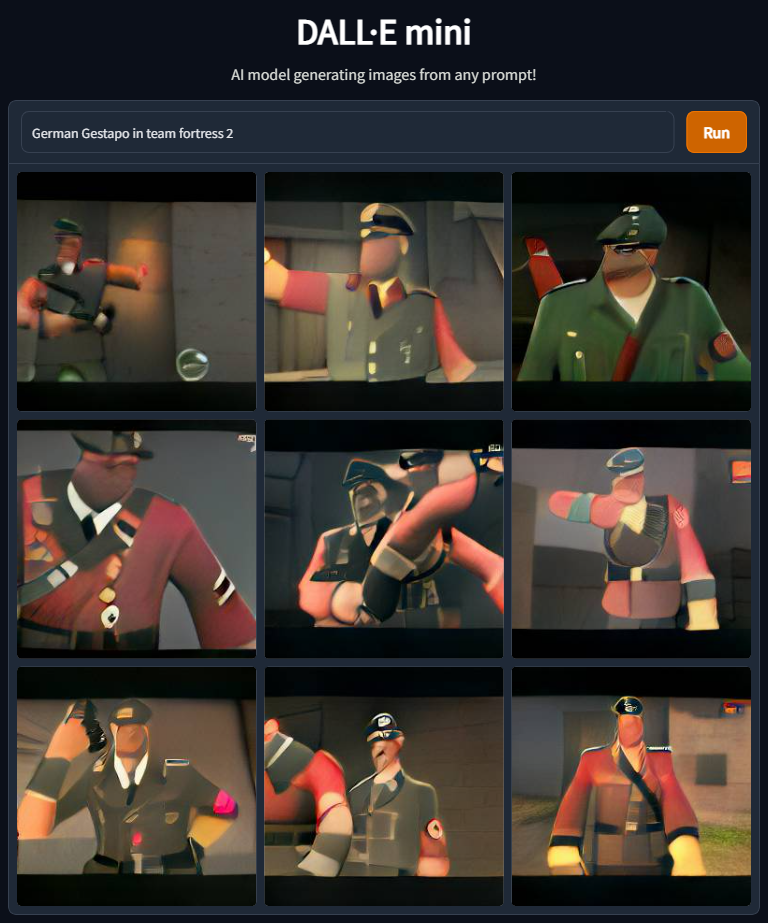 DALL·E mini
AI model generating images from any prompt!
German Gestapo in team fortress 2
Run